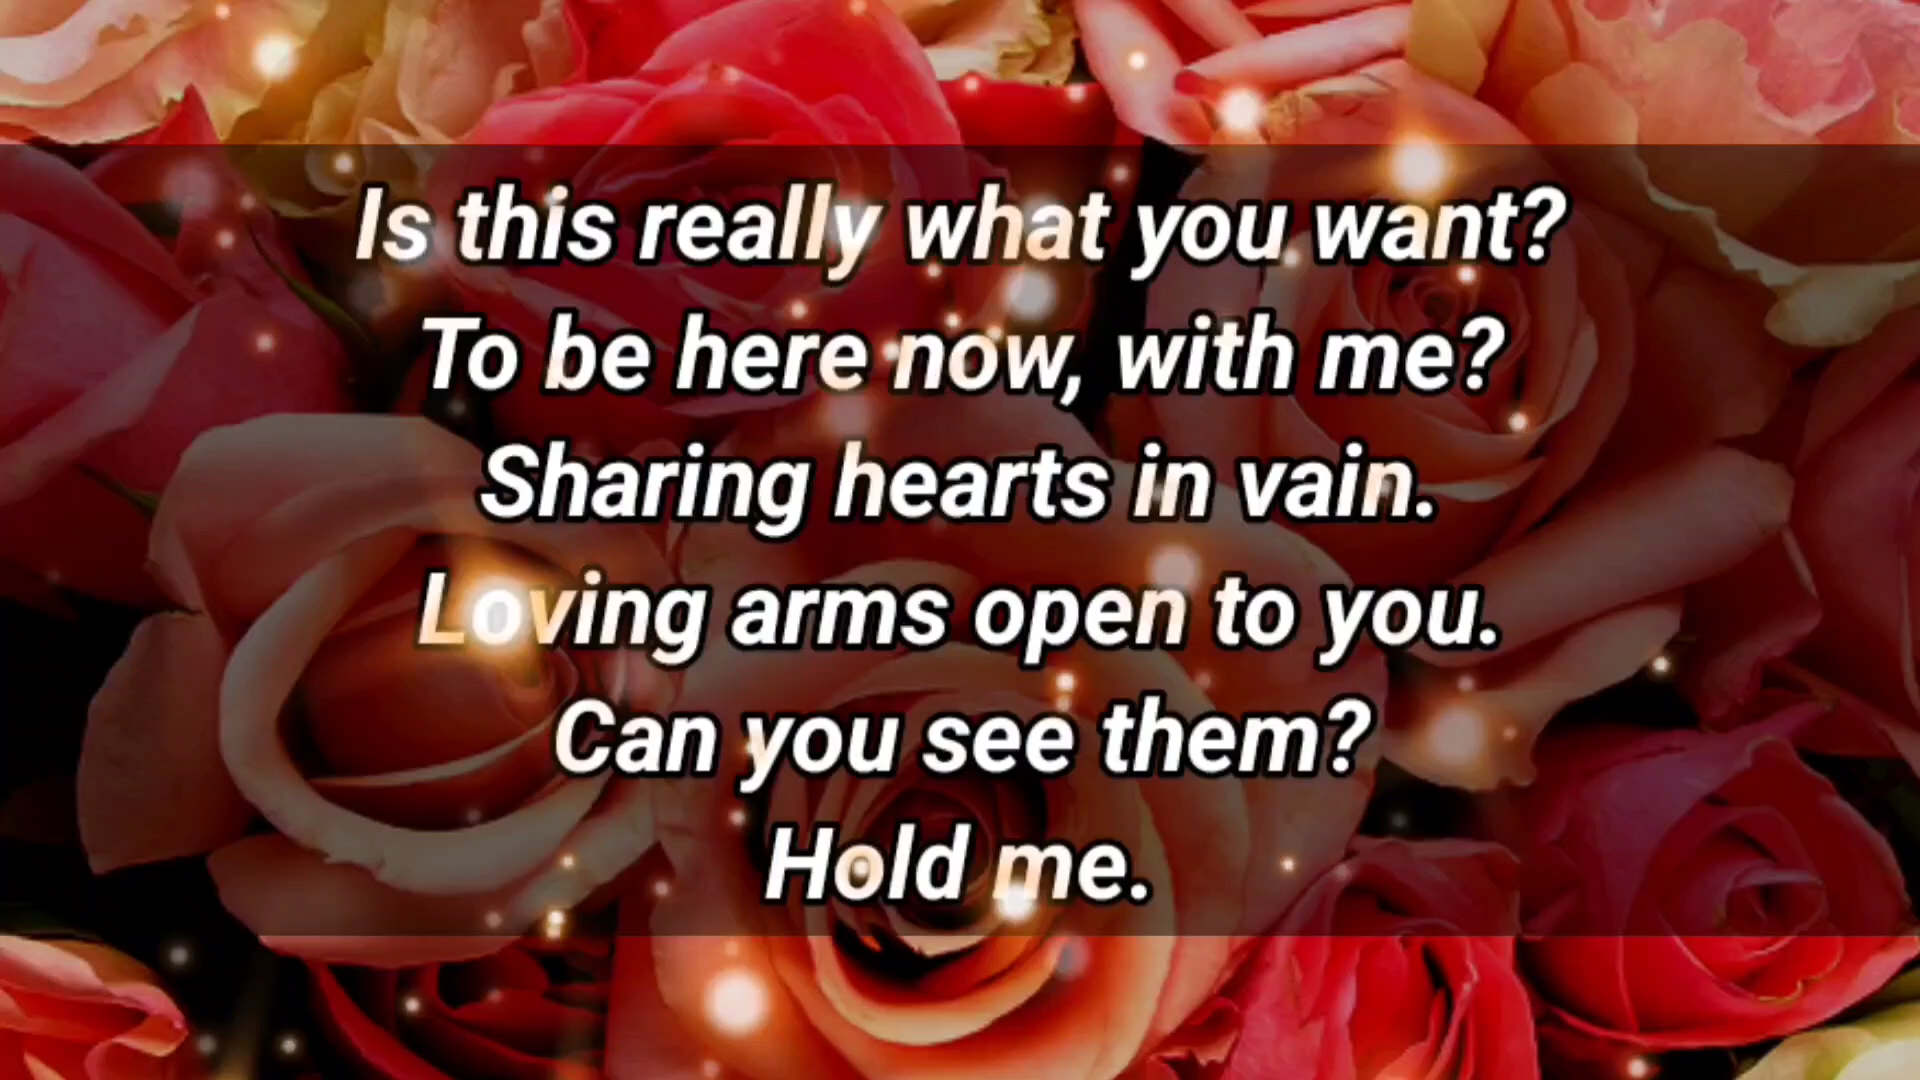 Is this really what you want?
To be here now, with me?
Sharing hearts in vain.
Loving arms open to you.
Can you see them?
Hold me.